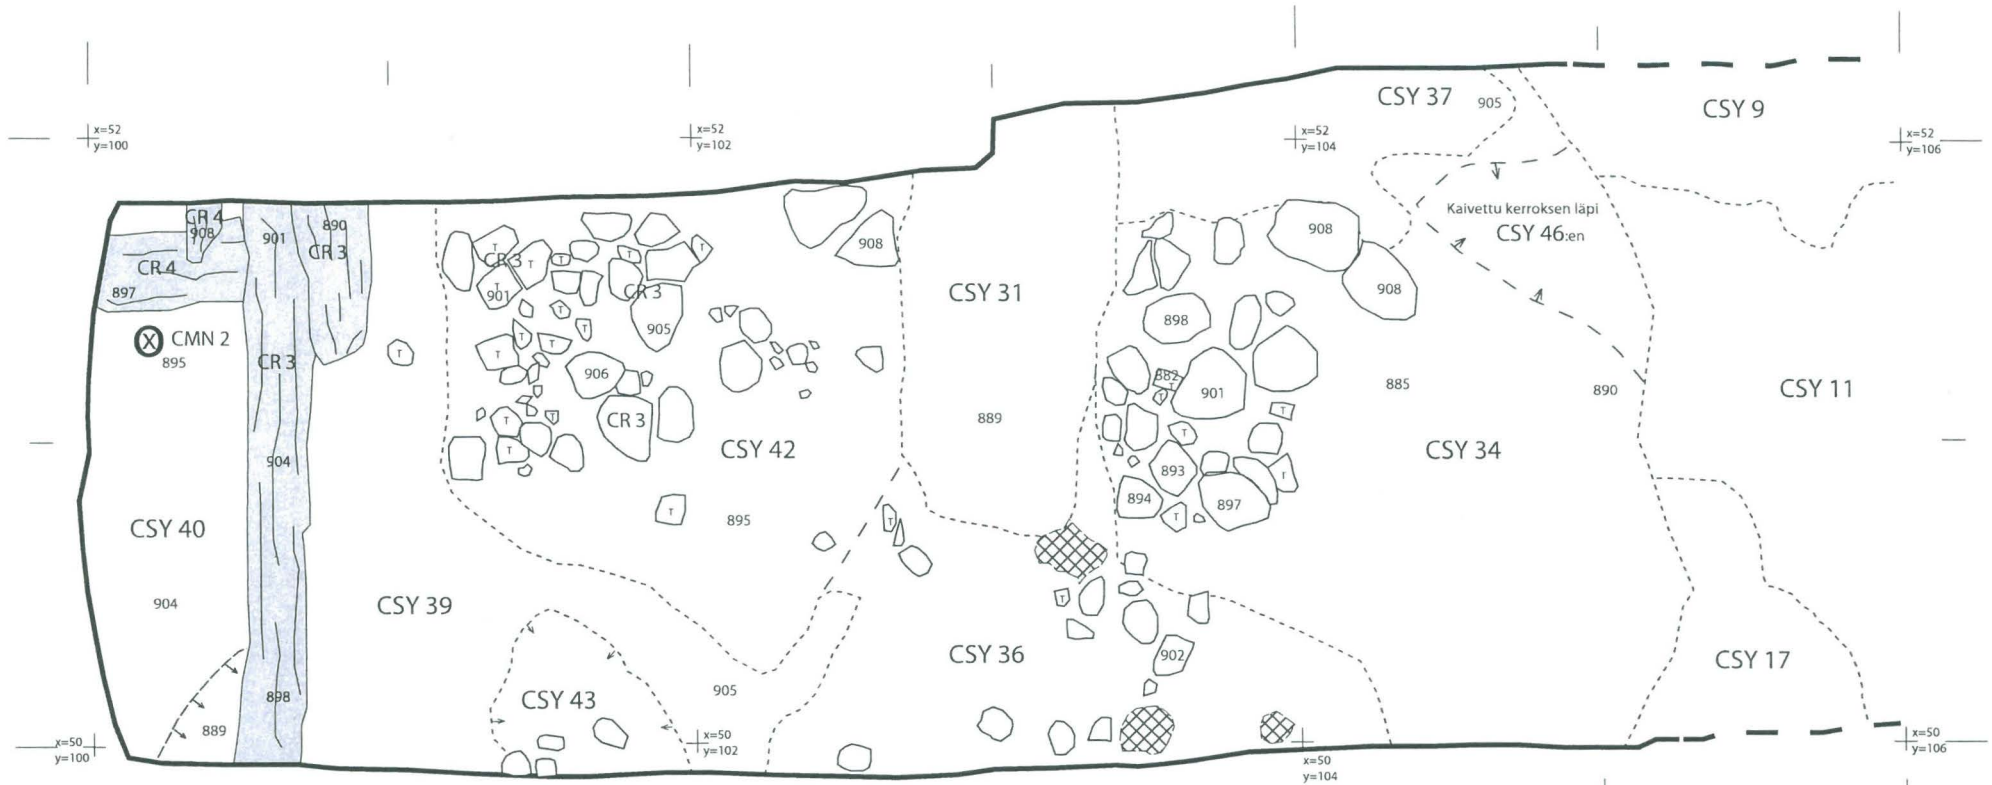 CSY 37
905
CSY 9
x=52
y=100
x=52
y=102
x=52
y=104
x=52
y=106
CR 4
908
901
890
CR 3
CR 4
897
CMN 2
895
CR 3
904
CSY 40
904
898
889
T
CR 3
T
T
T
T
T
901
CR 3
905
T
T
T
T
T
T
906
T
T
T
CR 3
CSY 42
T
895
908
CSY 31
889
T
CSY 39
CSY 43
905
CSY 36
908
908
Kaivettu kerroksen läpi
CSY 46:en
898
882
T
T
901
885
890
CSY 11
T
T
893
T
894
897
T
CSY 34
T
902
CSY 17
x=50
y=100
x=50
y=102
x=50
y=104
x=50
y=106